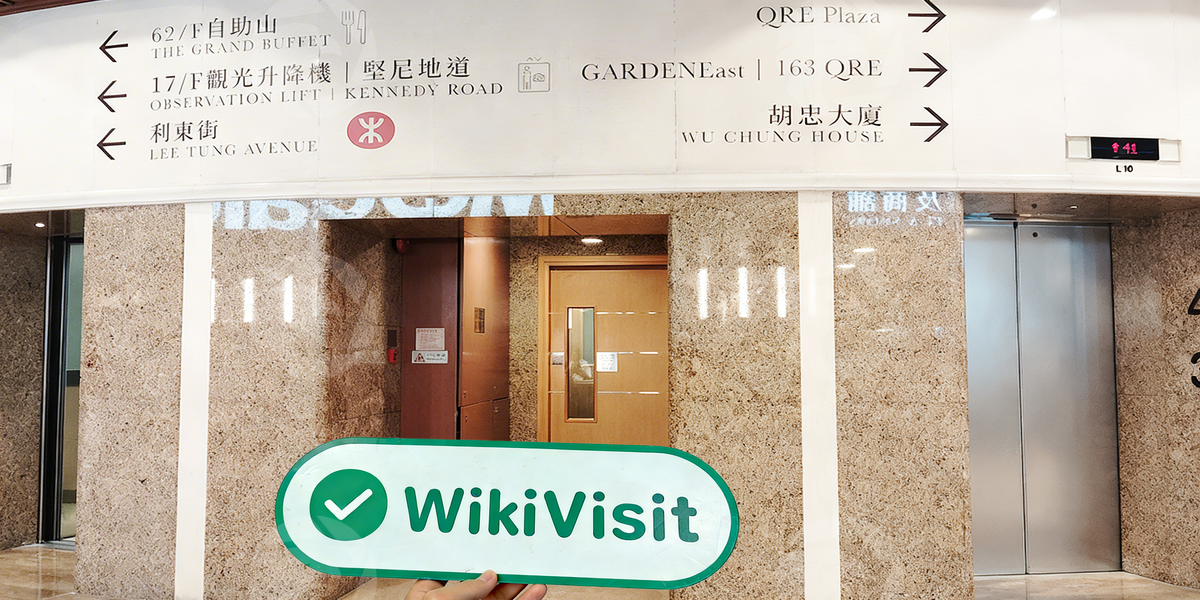 62/F自助山
THE GRAND BUFFET
17/F觀光升降機 | 堅尼地道
OBSERVATION LIFT | KENNEDY ROAD
利東街
LEE TUNG AVENUE
QRE Plaza
GARDENEast | 163 QRE
胡忠大廈
WU CHUNG HOUSE
41
L10
WikiVisit